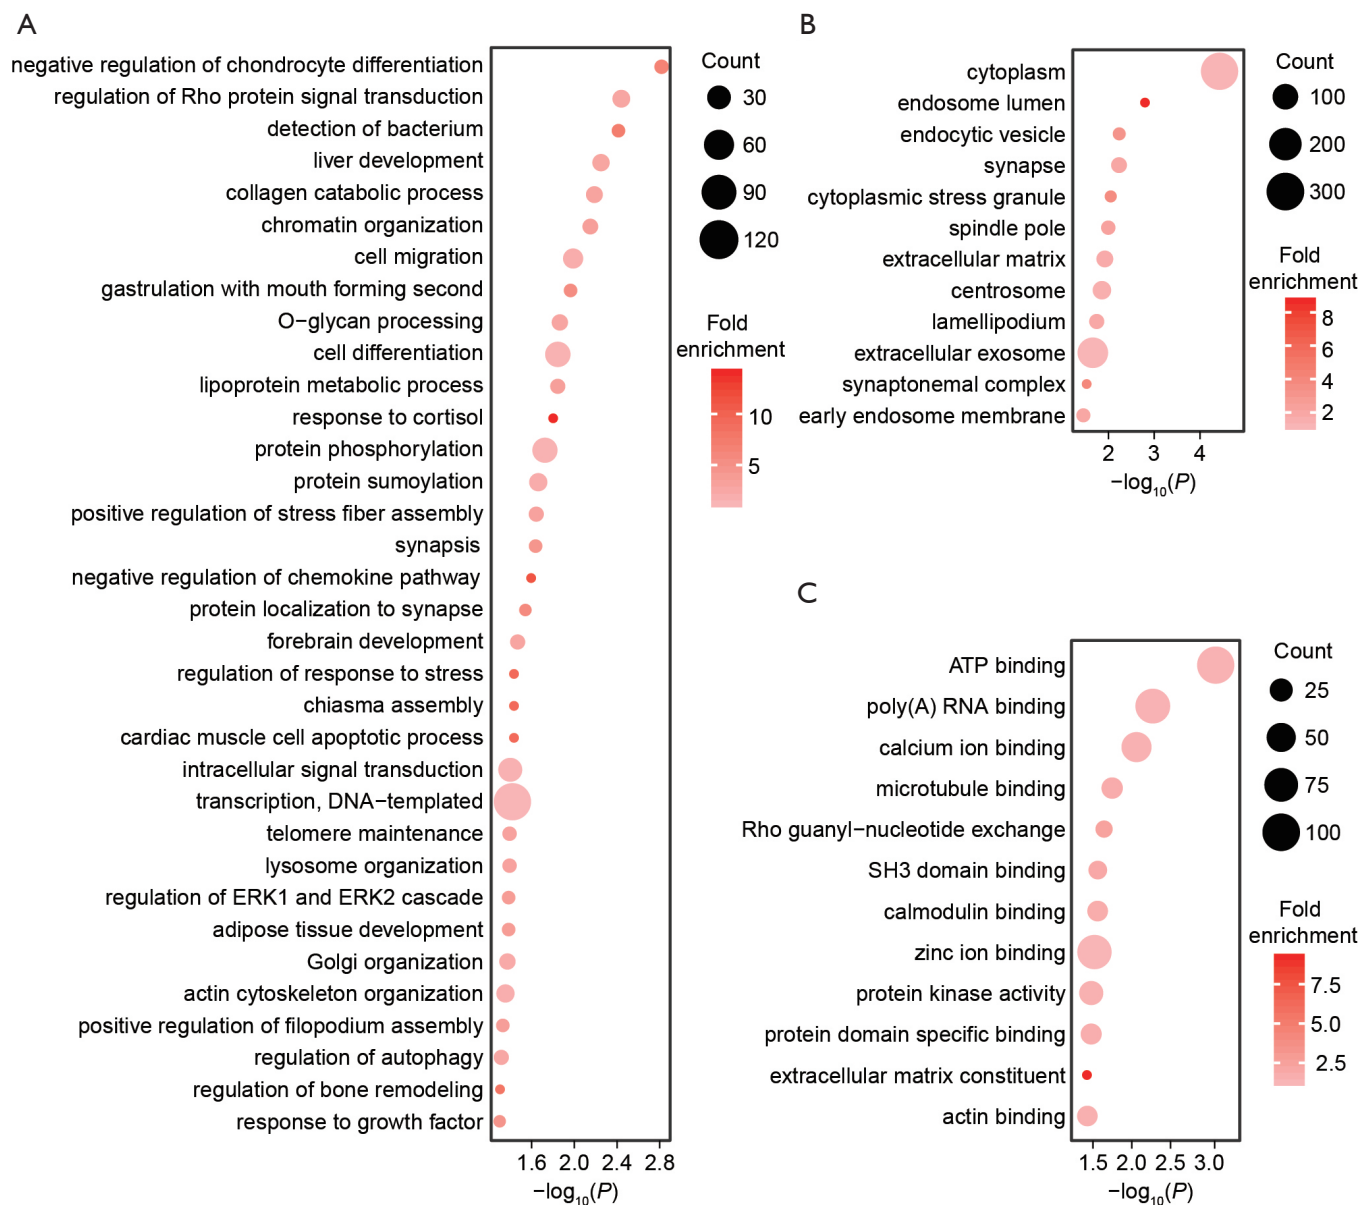 A
negative regulation of chondrocyte differentiation
regulation of Rho protein signal transduction
detection of bacterium
liver development
collagen catabolic process
chromatin organization
cell migration
gastrulation with mouth forming second
O−glycan processing
cell differentiation
lipoprotein metabolic process
response to cortisol
protein phosphorylation
protein sumoylation
positive regulation of stress fiber assembly
synapsis
negative regulation of chemokine pathway
protein localization to synapse
forebrain development
regulation of response to stress
chiasma assembly
cardiac muscle cell apoptotic process
intracellular signal transduction
transcription, DNA−templated
telomere maintenance
lysosome organization
regulation of ERK1 and ERK2 cascade
adipose tissue development
Golgi organization
actin cytoskeleton organization
positive regulation of filopodium assembly
regulation of autophagy
regulation of bone remodeling
response to growth factor
1.6 2.0 2.4 2.8
−log10(P)
Count
30
60
90
120
Fold
enrichment
10
5
B
cytoplasm
endosome lumen
endocytic vesicle
synapse
cytoplasmic stress granule
spindle pole
extracellular matrix
centrosome
lamellipodium
extracellular exosome
synaptonemal complex
early endosome membrane
2 3 4
−log10(P)
Count
100
200
300
Fold
enrichment
8
6
4
2
C
ATP binding
poly(A) RNA binding
calcium ion binding
microtubule binding
Rho guanyl−nucleotide exchange
SH3 domain binding
calmodulin binding
zinc ion binding
protein kinase activity
protein domain specific binding
extracellular matrix constituent
actin binding
1.5 2.0 2.5 3.0
−log10(P)
Count
25
50
75
100
Fold
enrichment
7.5
5.0
2.5